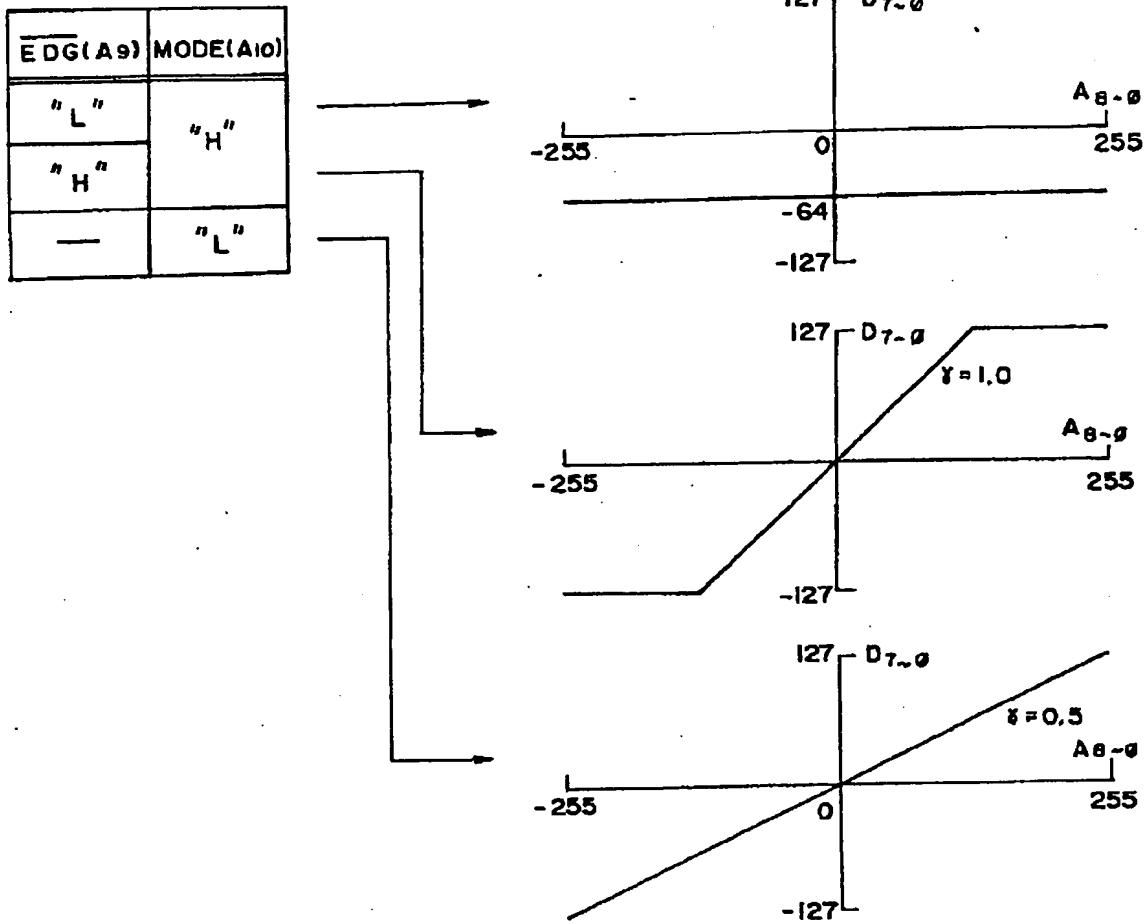 EDG(A9) MODE(A10)
"L" "H"
"H"
— "L"
127 D7~0
A8~0
-255 0 255
-64
-127
127 D7~0
γ=1.0
A8~0
-255 255
-127
127 D7~0
γ=0.5
A8~0
-255 0 255
-127